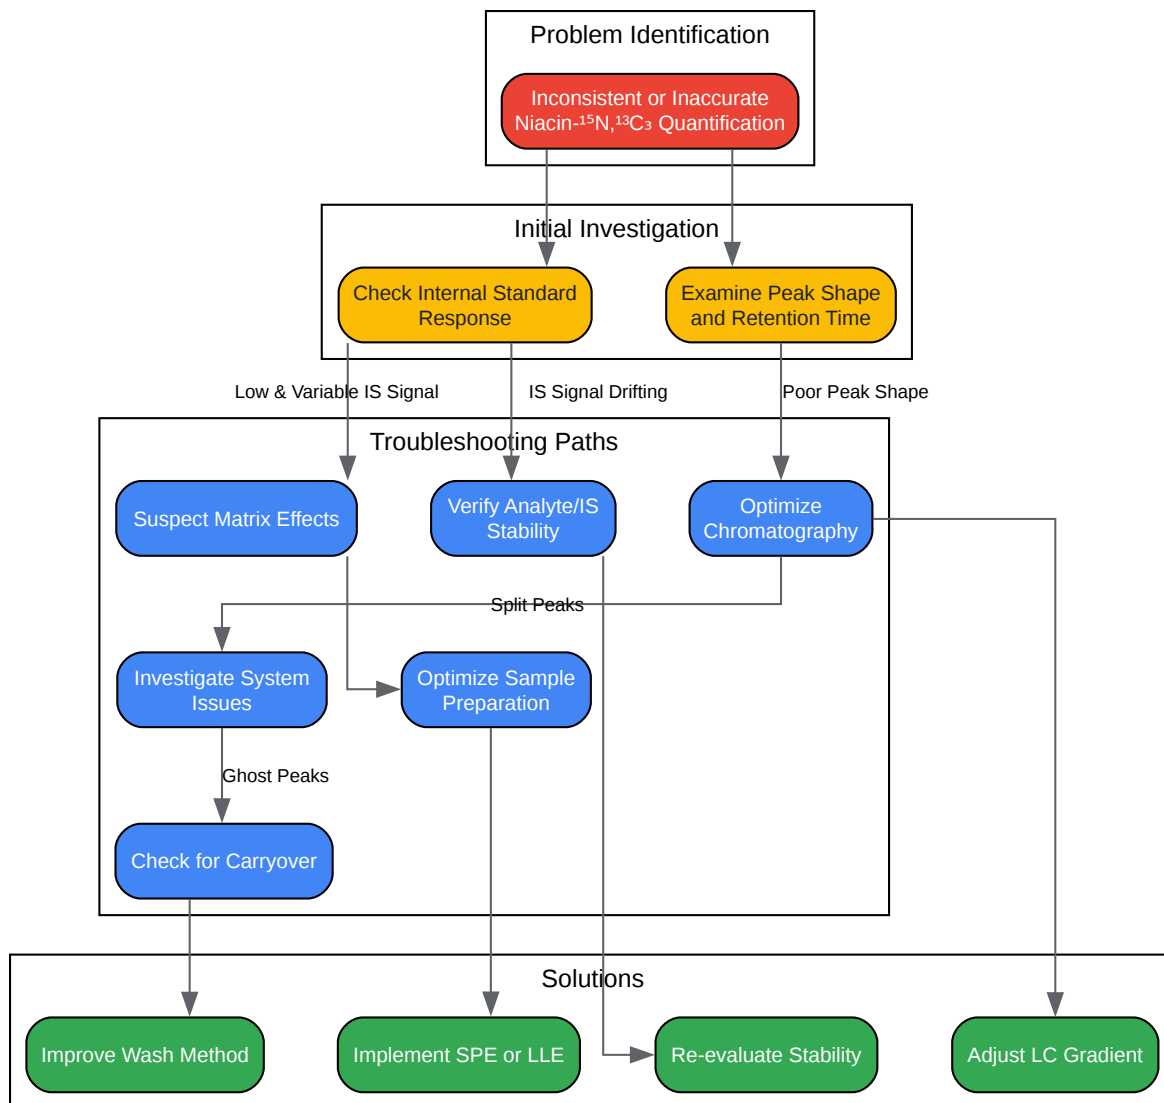 Problem Identification
Inconsistent or Inaccurate
Niacin-¹⁵N,¹³C₃ Quantification
Initial Investigation
Check Internal Standard
Response
Examine Peak Shape
and Retention Time
Low & Variable IS Signal
IS Signal Drifting
Poor Peak Shape
Troubleshooting Paths
Suspect Matrix Effects
Verify Analyte/IS
Stability
Optimize
Chromatography
Split Peaks
Investigate System
Issues
Optimize Sample
Preparation
Ghost Peaks
Check for Carryover
Solutions
Improve Wash Method
Implement SPE or LLE
Re-evaluate Stability
Adjust LC Gradient